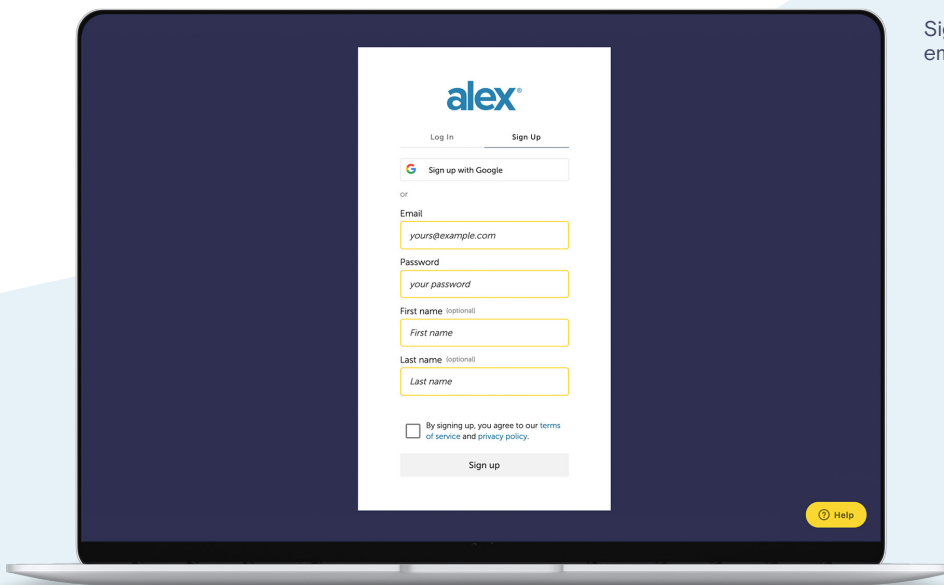 alex®
Log In
Sign Up
Sign up with Google
or
Email
yours@example.com
Password
your password
First name (optional)
First name
Last name (optional)
Last name
By signing up, you agree to our terms
of service and privacy policy.
Sign up
Help